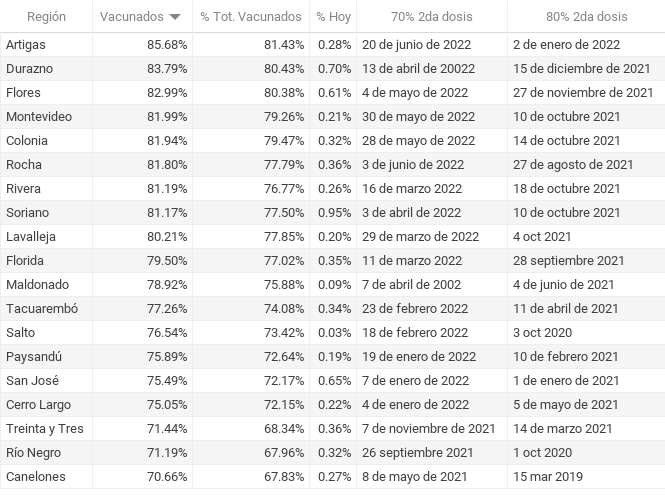 Región Vacunados % Tot. Vacunados % Hoy 70% 2da dosis 80% 2da dosis
Artigas 85.68% 81.43% 0.28% 20 de junio de 2022 2 de enero de 2022
Durazno 83.79% 80.43% 0.70% 13 de abril de 20022 15 de diciembre de 2021
Flores 82.99% 80.38% 0.61% 4 de mayo de 2022 27 de noviembre de 2021
Montevideo 81.99% 79.26% 0.21% 30 de mayo de 2022 10 de octubre 2021
Colonia 81.94% 79.47% 0.32% 28 de mayo de 2022 14 de octubre 2021
Rocha 81.80% 77.79% 0.36% 3 de junio de 2022 27 de agosto de 2021
Rivera 81.19% 76.77% 0.26% 16 de marzo 2022 18 de octubre 2021
Soriano 81.17% 77.50% 0.95% 3 de abril de 2022 10 de octubre 2021
Lavalleja 80.21% 77.85% 0.20% 29 de marzo de 2022 4 oct 2021
Florida 79.50% 77.02% 0.35% 11 de marzo 2022 28 septiembre 2021
Maldonado 78.92% 75.88% 0.09% 7 de abril de 2002 4 de junio de 2021
Tacuarembó 77.26% 74.08% 0.34% 23 de febrero 2022 11 de abril de 2021
Salto 76.54% 73.42% 0.03% 18 de febrero 2022 3 oct 2020
Paysandú 75.89% 72.64% 0.19% 19 de enero de 2022 10 de febrero 2021
San José 75.49% 72.17% 0.65% 7 de enero de 2022 1 de enero de 2021
Cerro Largo 75.05% 72.15% 0.22% 4 de enero de 2022 5 de mayo de 2021
Treinta y Tres 71.44% 68.34% 0.36% 7 de noviembre de 2021 14 de marzo 2021
Río Negro 71.19% 67.96% 0.32% 26 septiembre 2021 1 oct 2020
Canelones 70.66% 67.83% 0.27% 8 de mayo de 2021 15 mar 2019